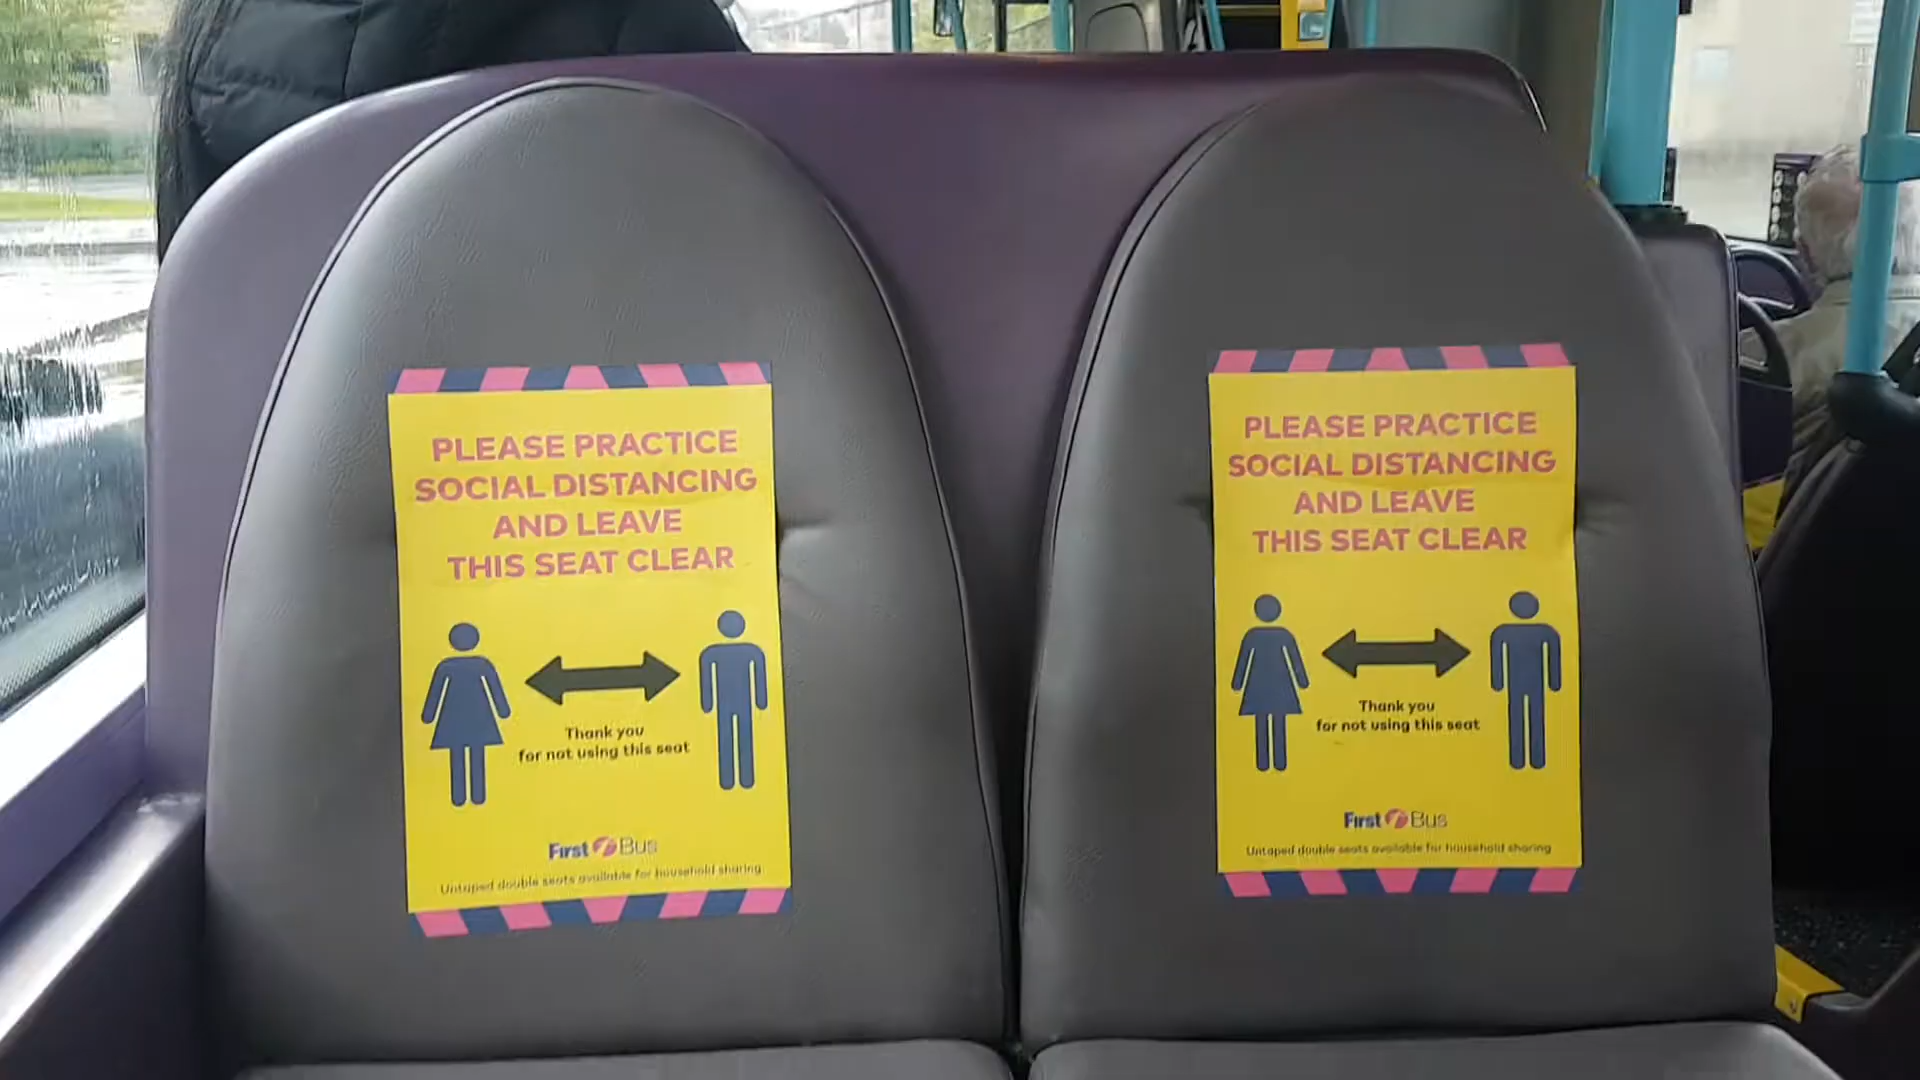 PLEASE PRACTICE
SOCIAL DISTANCING
AND LEAVE
THIS SEAT CLEAR
Thank you
for not using this seat
First Bus
Untaped double seats available for household sharing
PLEASE PRACTICE
SOCIAL DISTANCING
AND LEAVE
THIS SEAT CLEAR
Thank you
for not using this seat
First Bus
Untaped double seats available for household sharing